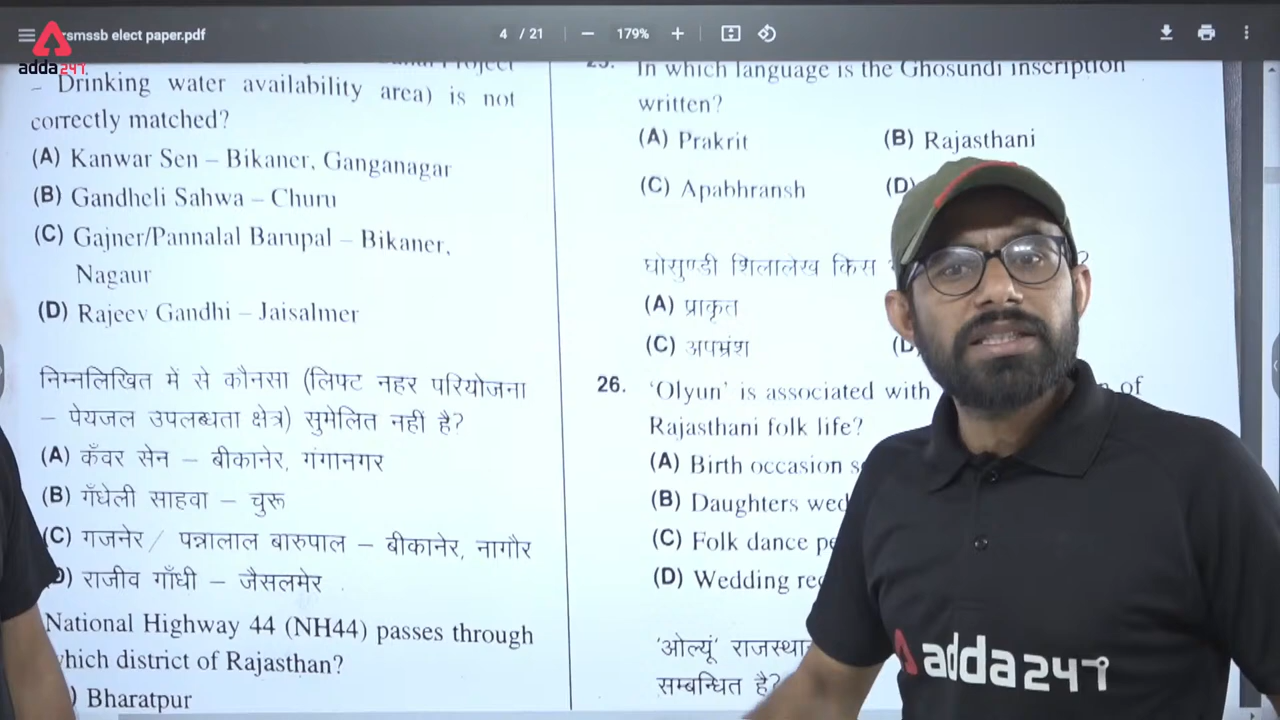 rsmssb elect paper.pdf
4 / 21
179%
adda247
Drinking water availability area) is not
correctly matched?
(A) Kanwar Sen – Bikaner, Ganganagar
(B) Gandheli Sahwa – Churu
(C) Gajner/Pannalal Barupal – Bikaner,
Nagaur
(D) Rajeev Gandhi – Jaisalmer
निम्नलिखित में से कौनसा (लिफ्ट नहर परियोजना
– पेयजल उपलब्धता क्षेत्र) सुमेलित नहीं है?
(A) कँवर सेन – बीकानेर, गंगानगर
(B) गँधेली साहवा – चुरू
(C) गजनेर/ पन्नालाल बारुपाल – बीकानेर, नागौर
राजीव गाँधी – जैसलमेर
National Highway 44 (NH44) passes through
which district of Rajasthan?
Bharatpur
25. In which language is the Ghosundi inscription
written?
(A) Prakrit (B) Rajasthani
(C) Apabhransh (D)
घोसुण्डी शिलालेख किस ?
(A) प्राकृत
(C) अपभ्रंश (D)
26. 'Olyun' is associated with of
Rajasthani folk life?
(A) Birth occasion
(B) Daughters
(C) Folk dance
(D) Wedding
'ओल्यूं'
सम्बन्धित है?
adda247